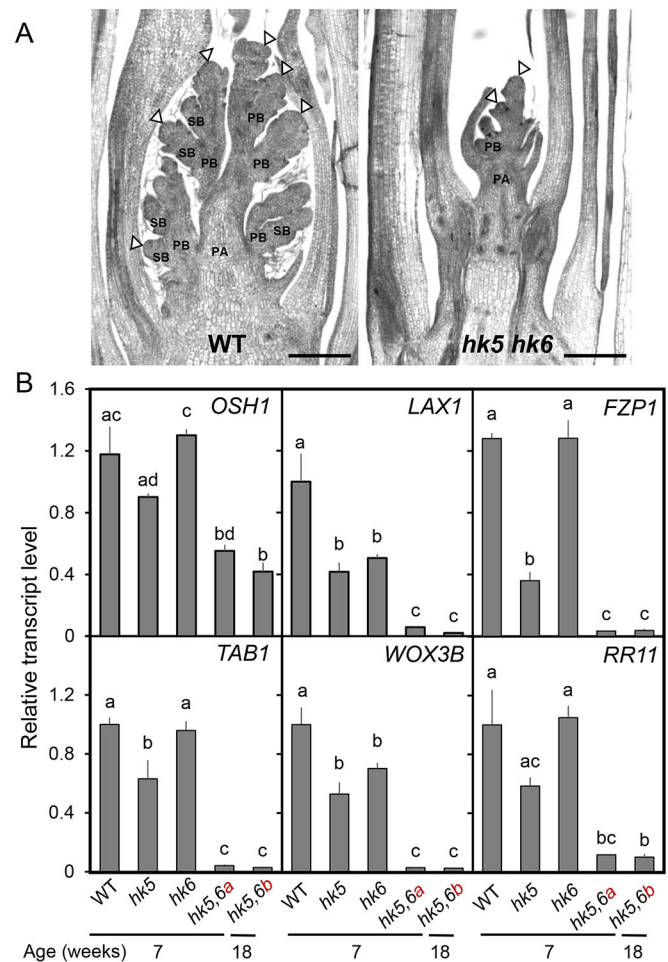 A
SB
PB
SB
PB
PB
SB
PB
SB
PA
PB
SB
WT
PB
PA
hk5 hk6
B
Relative transcript level
1.6
1.2
0.8
0.4
0
OSH1
ac
ad
c
bd
b
LAX1
a
b
b
c
c
FZP1
a
b
a
c
c
1.2
0.8
0.4
0
TAB1
a
b
a
c
c
WOX3B
a
b
b
c
c
RR11
a
ac
a
bc
b
WT hk5 hk6 hk5,6a hk5,6b WT hk5 hk6 hk5,6a hk5,6b WT hk5 hk6 hk5,6a hk5,6b
Age (weeks) 7 18 7 18 7 18